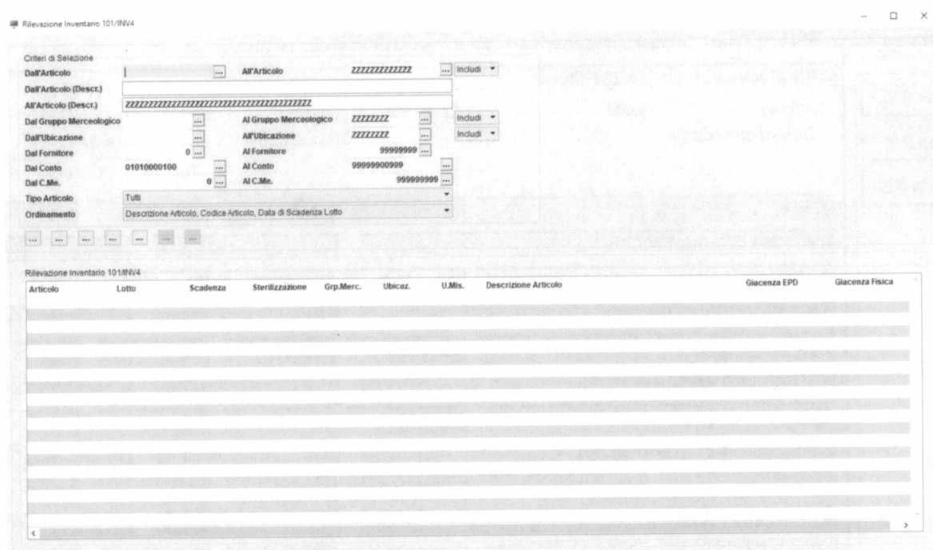 Rilevazione Inventario 101/INV4
Criteri di Selezione
Dall'Articolo ... All'Articolo ZZZZZZZZZZZZZ ... Includi
Dall'Articolo (Descr.)
All'Articolo (Descr.) ZZZZZZZZZZZZZZZZZZZZZZZZZZZZZZZZZZZZZZZZ
Dal Gruppo Merceologico ... Al Gruppo Merceologico ZZZZZZZZ ... Includi
Dall'Ubicazione ... All'Ubicazione ZZZZZZZZ ... Includi
Dal Fornitore 0 ... Al Fornitore 99999999 ...
Dal Conto 01010000100 ... Al Conto 99999900999 ...
Dal C.Me. 0 ... Al C.Me. 999999999 ...
Tipo Articolo Tutti
Ordinamento Descrizione Articolo, Codice Articolo, Data di Scadenza Lotto
... ... ... ... ... ... ...
Rilevazione Inventario 101/INV4
Articolo Lotto Scadenza Sterilizzazione Grp.Merc. Ubicaz. U.Mis. Descrizione Articolo Giacenza EPD Giacenza Fisica